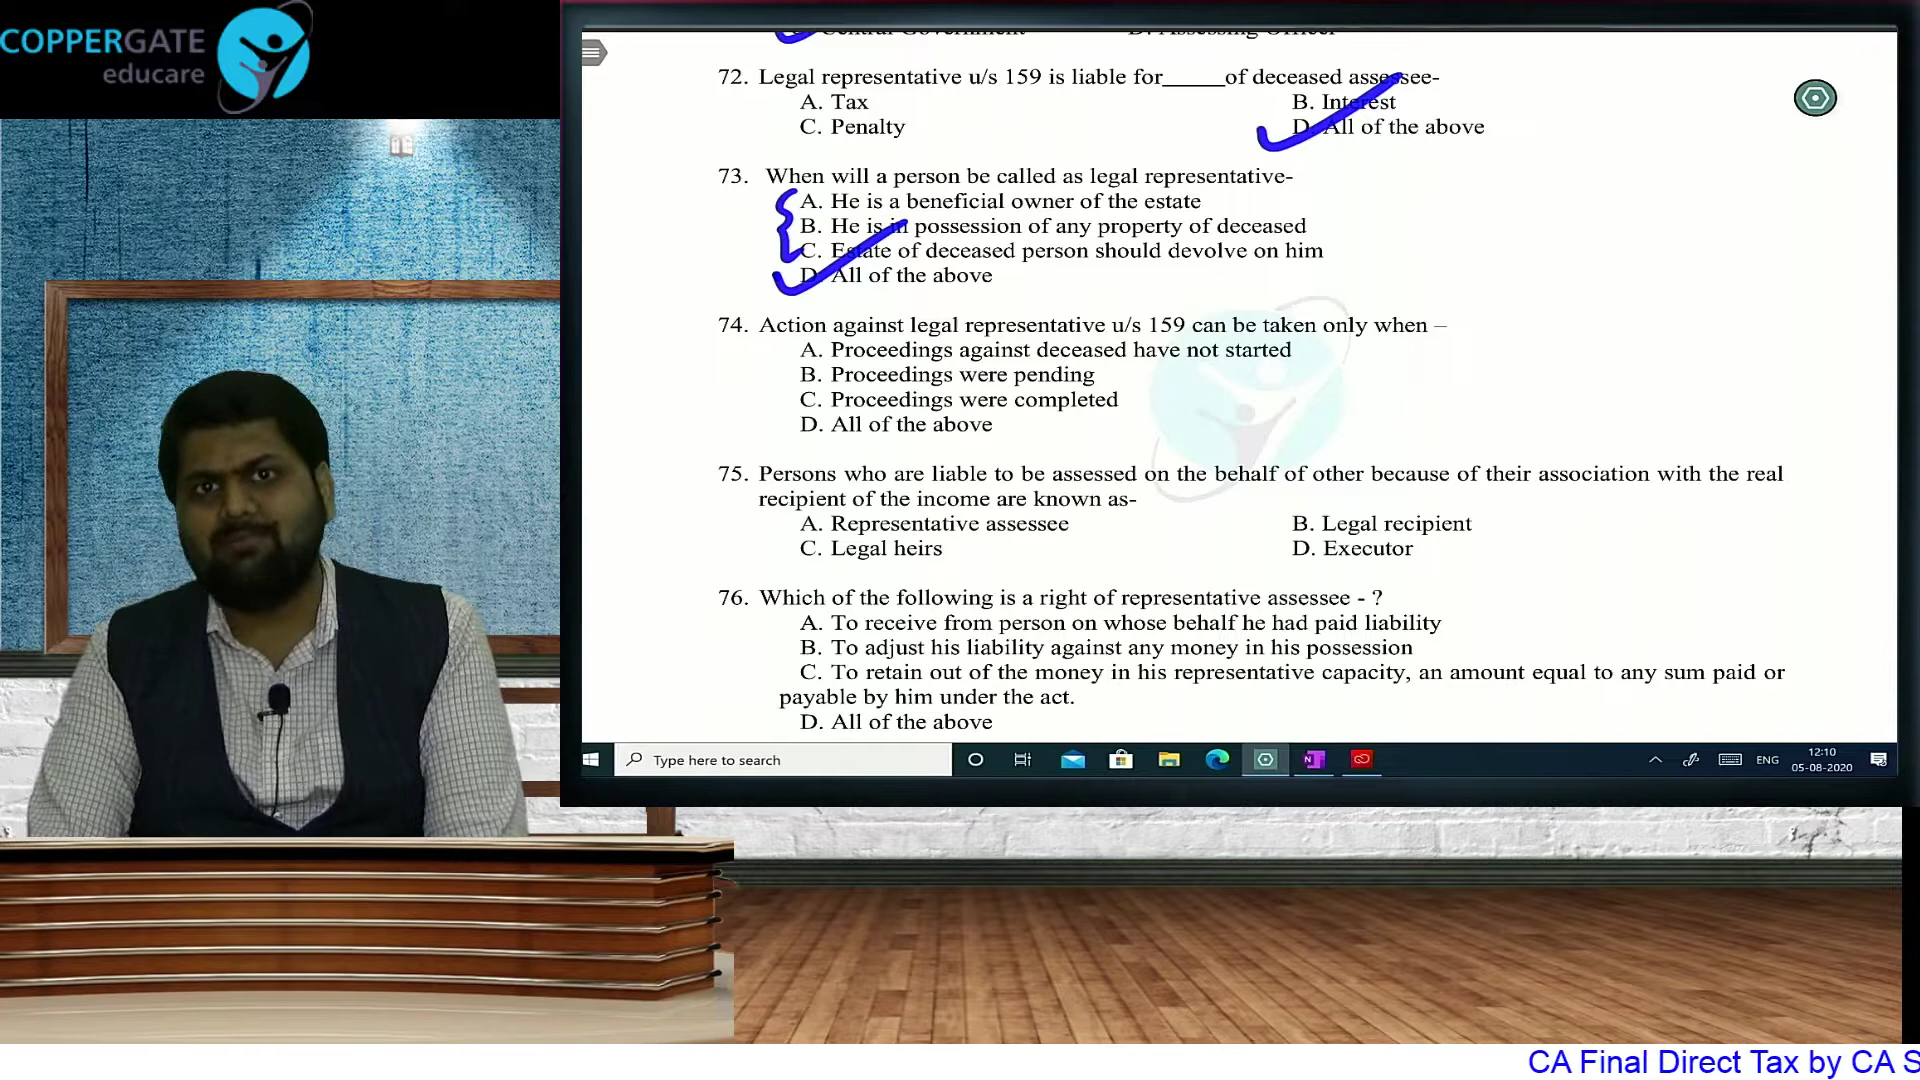 COPPERGATE
educare
B. Central Government D. Assessing Officer
72. Legal representative u/s 159 is liable for_____of deceased assessee-
A. Tax B. Interest
C. Penalty D. All of the above
73. When will a person be called as legal representative-
A. He is a beneficial owner of the estate
B. He is in possession of any property of deceased
C. Estate of deceased person should devolve on him
D. All of the above
74. Action against legal representative u/s 159 can be taken only when –
A. Proceedings against deceased have not started
B. Proceedings were pending
C. Proceedings were completed
D. All of the above
75. Persons who are liable to be assessed on the behalf of other because of their association with the real
recipient of the income are known as-
A. Representative assessee B. Legal recipient
C. Legal heirs D. Executor
76. Which of the following is a right of representative assessee - ?
A. To receive from person on whose behalf he had paid liability
B. To adjust his liability against any money in his possession
C. To retain out of the money in his representative capacity, an amount equal to any sum paid or
payable by him under the act.
D. All of the above
Type here to search
ENG
12:10
05-08-2020
CA Final Direct Tax by CA S